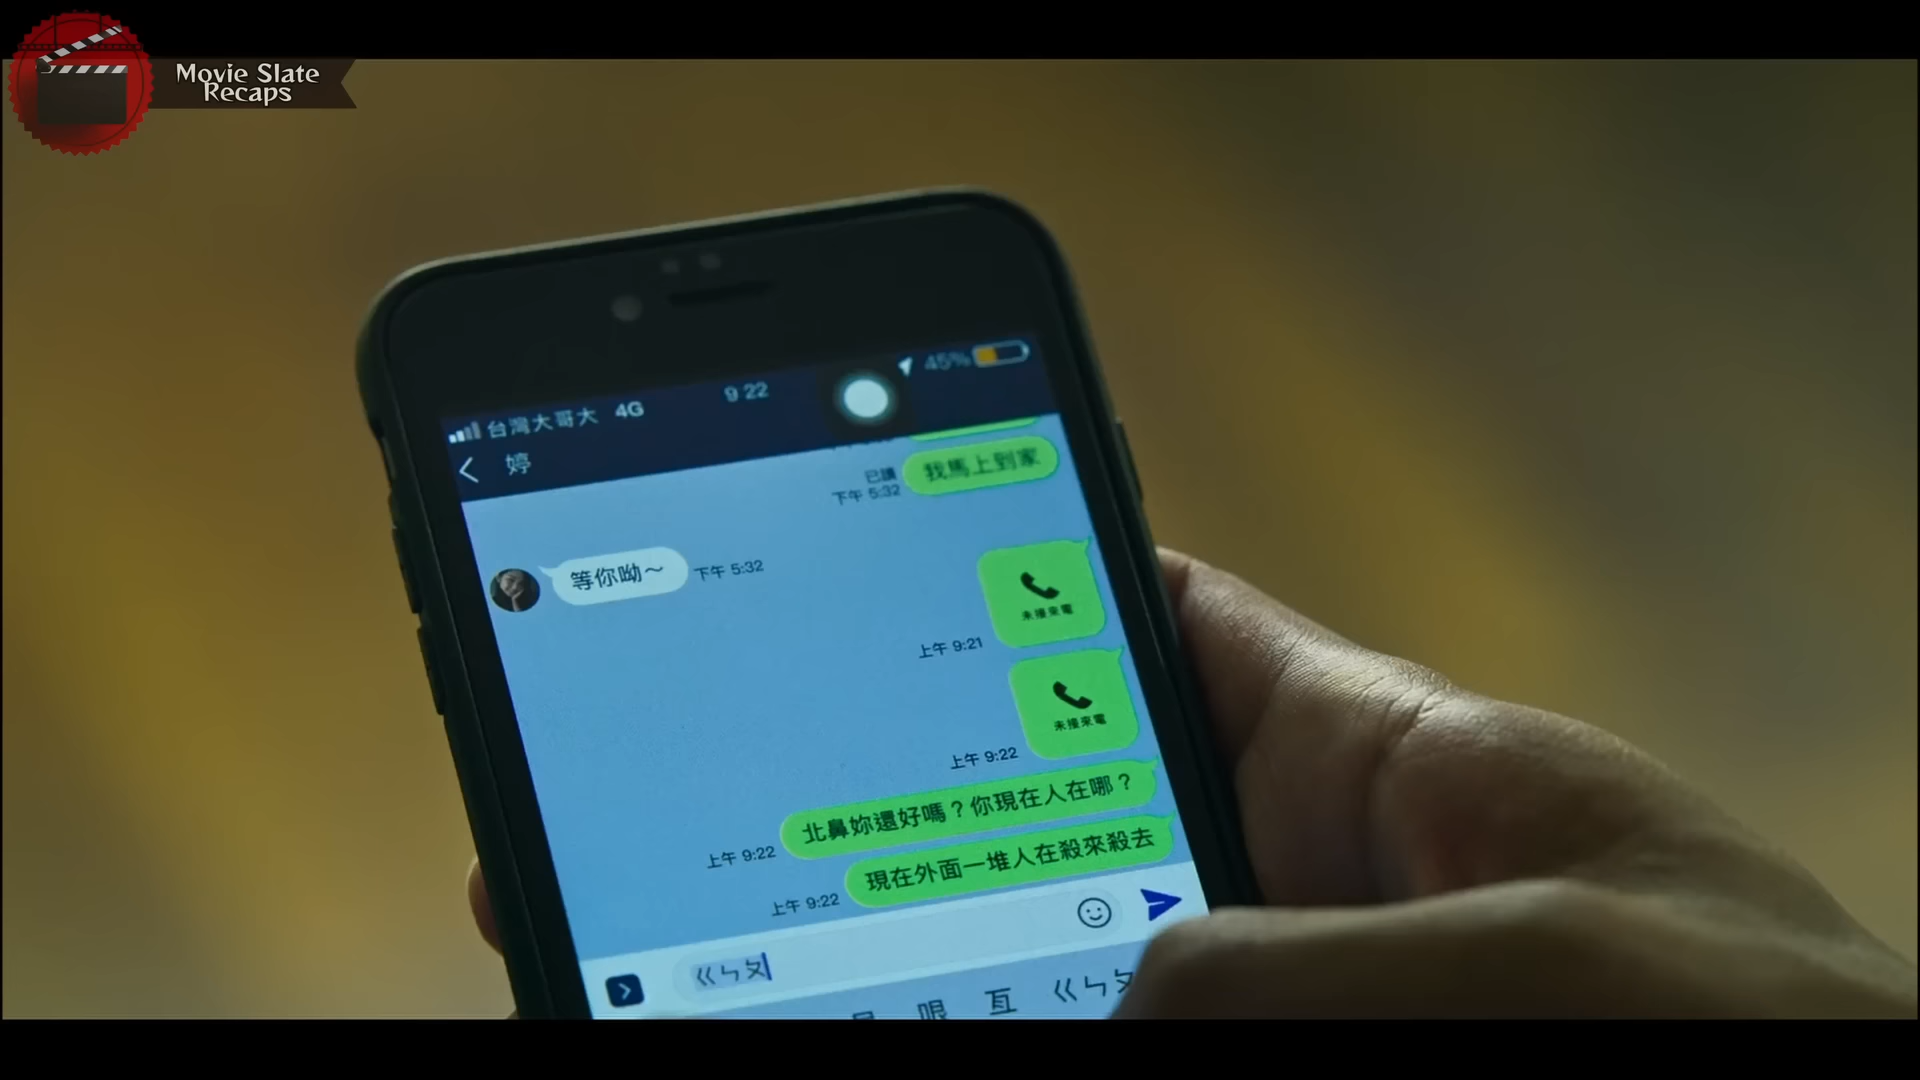 Movie Slate
Recaps
台灣大哥大 4G
9 22
45%
婷
我馬上到家
已讀
下午 5:32
等你呦～
下午 5:32
未接來電
上午 9:21
未接來電
上午 9:22
北鼻妳還好嗎？你現在人在哪？
上午 9:22
現在外面一堆人在殺來殺去
上午 9:22
ㄍㄣㄆ
哏 亙 ㄍㄣㄆ